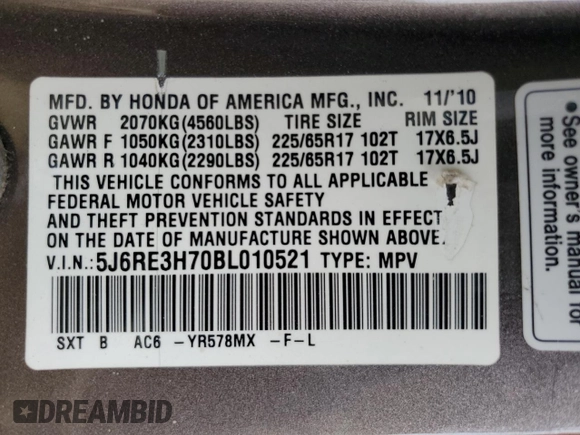 MFD. BY HONDA OF AMERICA MFG., INC. 11/'10
GVWR 2070KG(4560LBS) TIRE SIZE RIM SIZE
GAWR F 1050KG(2310LBS) 225/65R17 102T 17X6.5J
GAWR R 1040KG(2290LBS) 225/65R17 102T 17X6.5J
THIS VEHICLE CONFORMS TO ALL APPLICABLE
FEDERAL MOTOR VEHICLE SAFETY
AND THEFT PREVENTION STANDARDS IN EFFECT
ON THE DATE OF MANUFACTURE SHOWN ABOVE.
V.I.N.: 5J6RE3H70BL010521 TYPE: MPV
SXT B AC6 -YR578MX -F-L
See owner's manual
more information.
DREAMBID